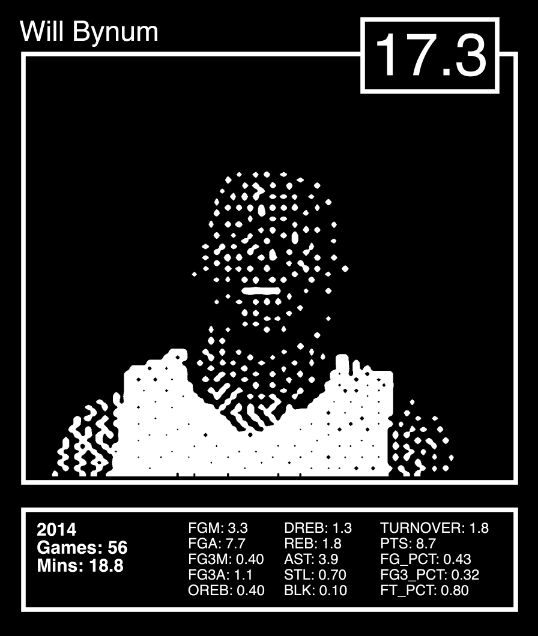 Will Bynum
17.3
2014
Games: 56
Mins: 18.8
FGM: 3.3
FGA: 7.7
FG3M: 0.40
FG3A: 1.1
OREB: 0.40
DREB: 1.3
REB: 1.8
AST: 3.9
STL: 0.70
BLK: 0.10
TURNOVER: 1.8
PTS: 8.7
FG_PCT: 0.43
FG3_PCT: 0.32
FT_PCT: 0.80